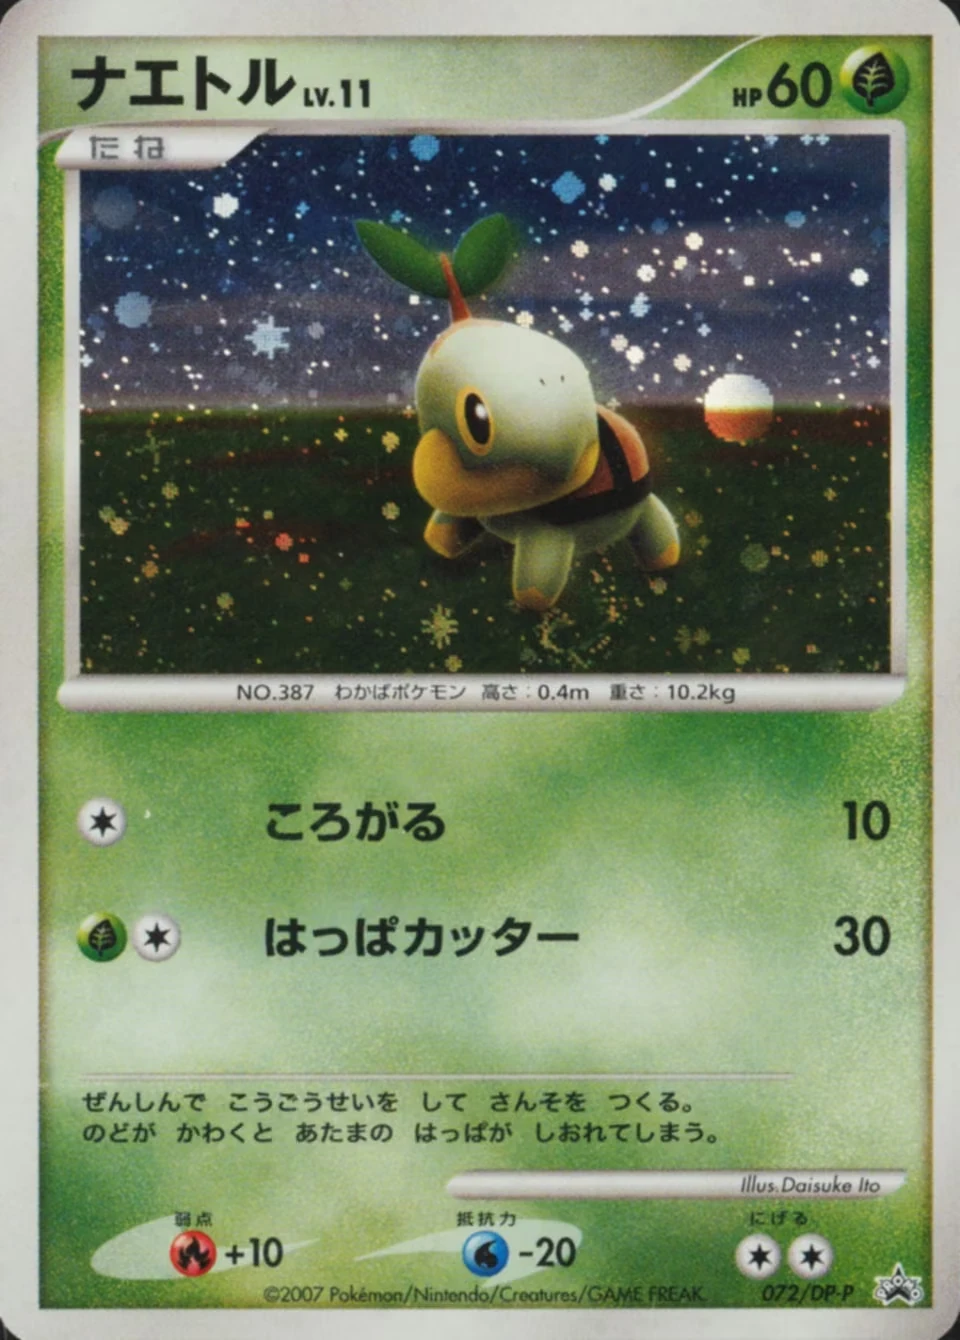 ナエトル LV.11 HP60
たね
NO.387 わかばポケモン 高さ:0.4m 重さ:10.2kg
ころがる 10
はっぱカッター 30
ぜんしんで こうごうせいを して さんそを つくる。
のどが かわくと あたまの はっぱが しおれてしまう。
Illus.Daisuke Ito
弱点 抵抗力 にげる
+10 -20
©2007 Pokémon/Nintendo/Creatures/GAME FREAK. 072/DP-P PROMO